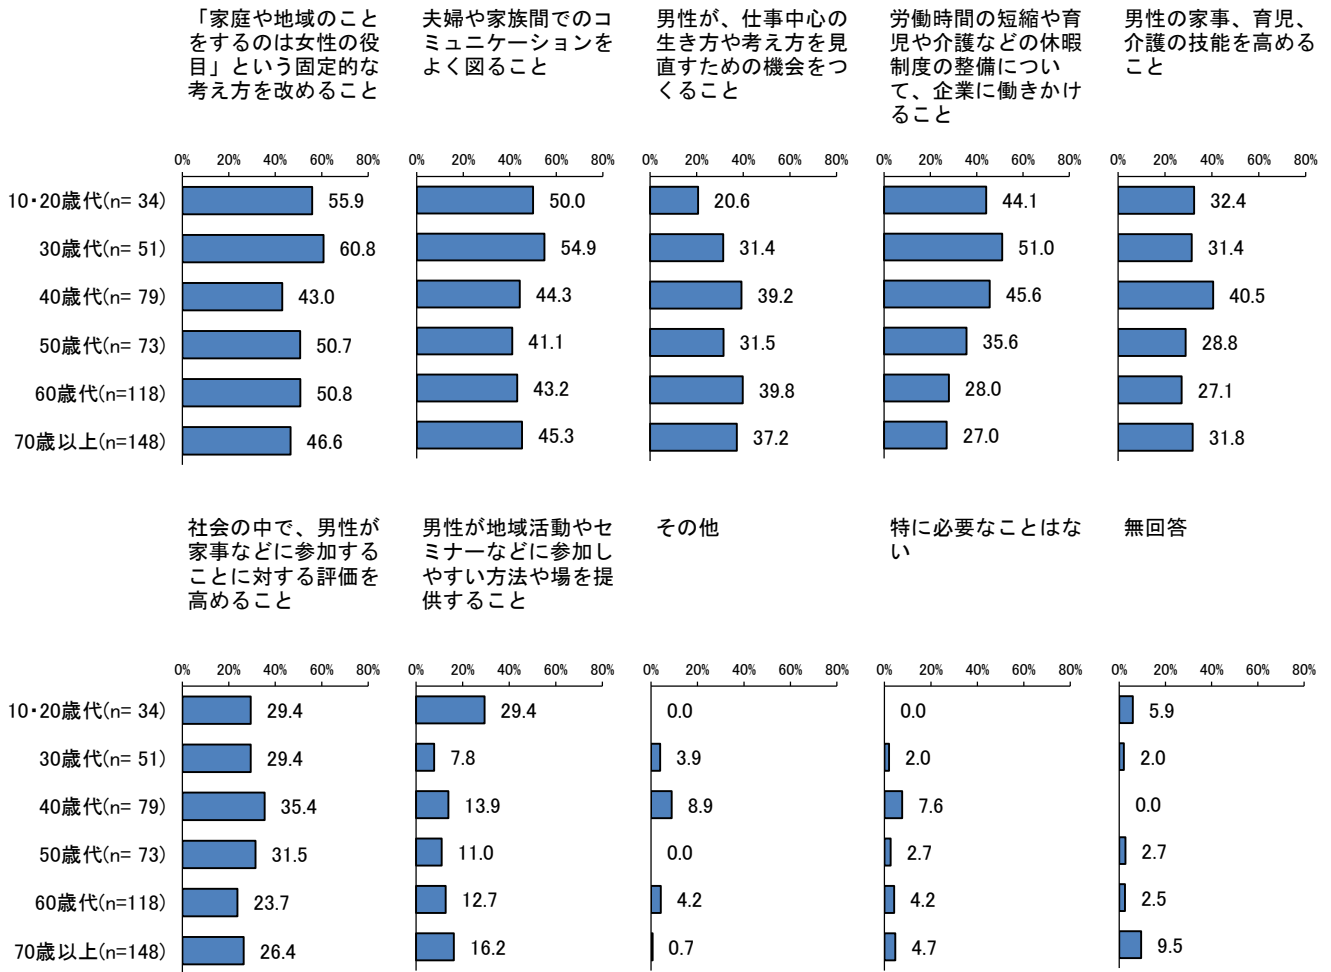 「家庭や地域のこと
をするのは女性の役
目」という固定的な
考え方を改めること
夫婦や家族間でのコ
ミュニケーションを
よく図ること
男性が、仕事中心の
生き方や考え方を見
直すための機会をつ
くること
労働時間の短縮や育
児や介護などの休暇
制度の整備につい
て、企業に働きかけ
ること
男性の家事、育児、
介護の技能を高める
こと
0% 20% 40% 60% 80% 0% 20% 40% 60% 80% 0% 20% 40% 60% 80% 0% 20% 40% 60% 80% 0% 20% 40% 60% 80%
10・20歳代(n= 34) 55.9 50.0 20.6 44.1 32.4
30歳代(n= 51) 60.8 54.9 31.4 51.0 31.4
40歳代(n= 79) 43.0 44.3 39.2 45.6 40.5
50歳代(n= 73) 50.7 41.1 31.5 35.6 28.8
60歳代(n=118) 50.8 43.2 39.8 28.0 27.1
70歳以上(n=148) 46.6 45.3 37.2 27.0 31.8
社会の中で、男性が
家事などに参加する
ことに対する評価を
高めること
男性が地域活動やセ
ミナーなどに参加し
やすい方法や場を提
供すること
その他
特に必要なことはな
い
無回答
0% 20% 40% 60% 80% 0% 20% 40% 60% 80% 0% 20% 40% 60% 80% 0% 20% 40% 60% 80% 0% 20% 40% 60% 80%
10・20歳代(n= 34) 29.4 29.4 0.0 0.0 5.9
30歳代(n= 51) 29.4 7.8 3.9 2.0 2.0
40歳代(n= 79) 35.4 13.9 8.9 7.6 0.0
50歳代(n= 73) 31.5 11.0 0.0 2.7 2.7
60歳代(n=118) 23.7 12.7 4.2 4.2 2.5
70歳以上(n=148) 26.4 16.2 0.7 4.7 9.5